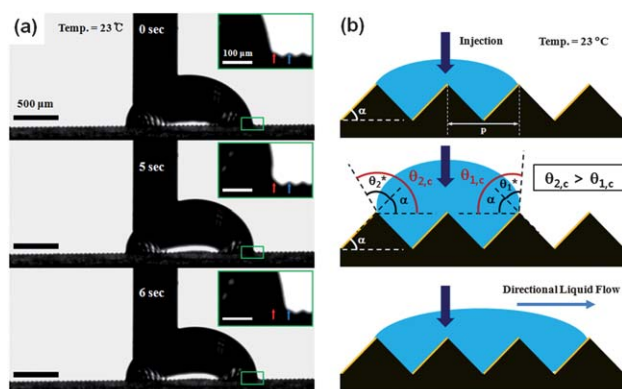 (a)
Temp. = 23℃
0 sec
100 μm
500 μm
5 sec
6 sec
(b)
Injection
Temp. = 23 °C
α
P
θ2,c
θ1,c
θ2*
θ1*
α
α
θ2,c > θ1,c
α
Directional Liquid Flow